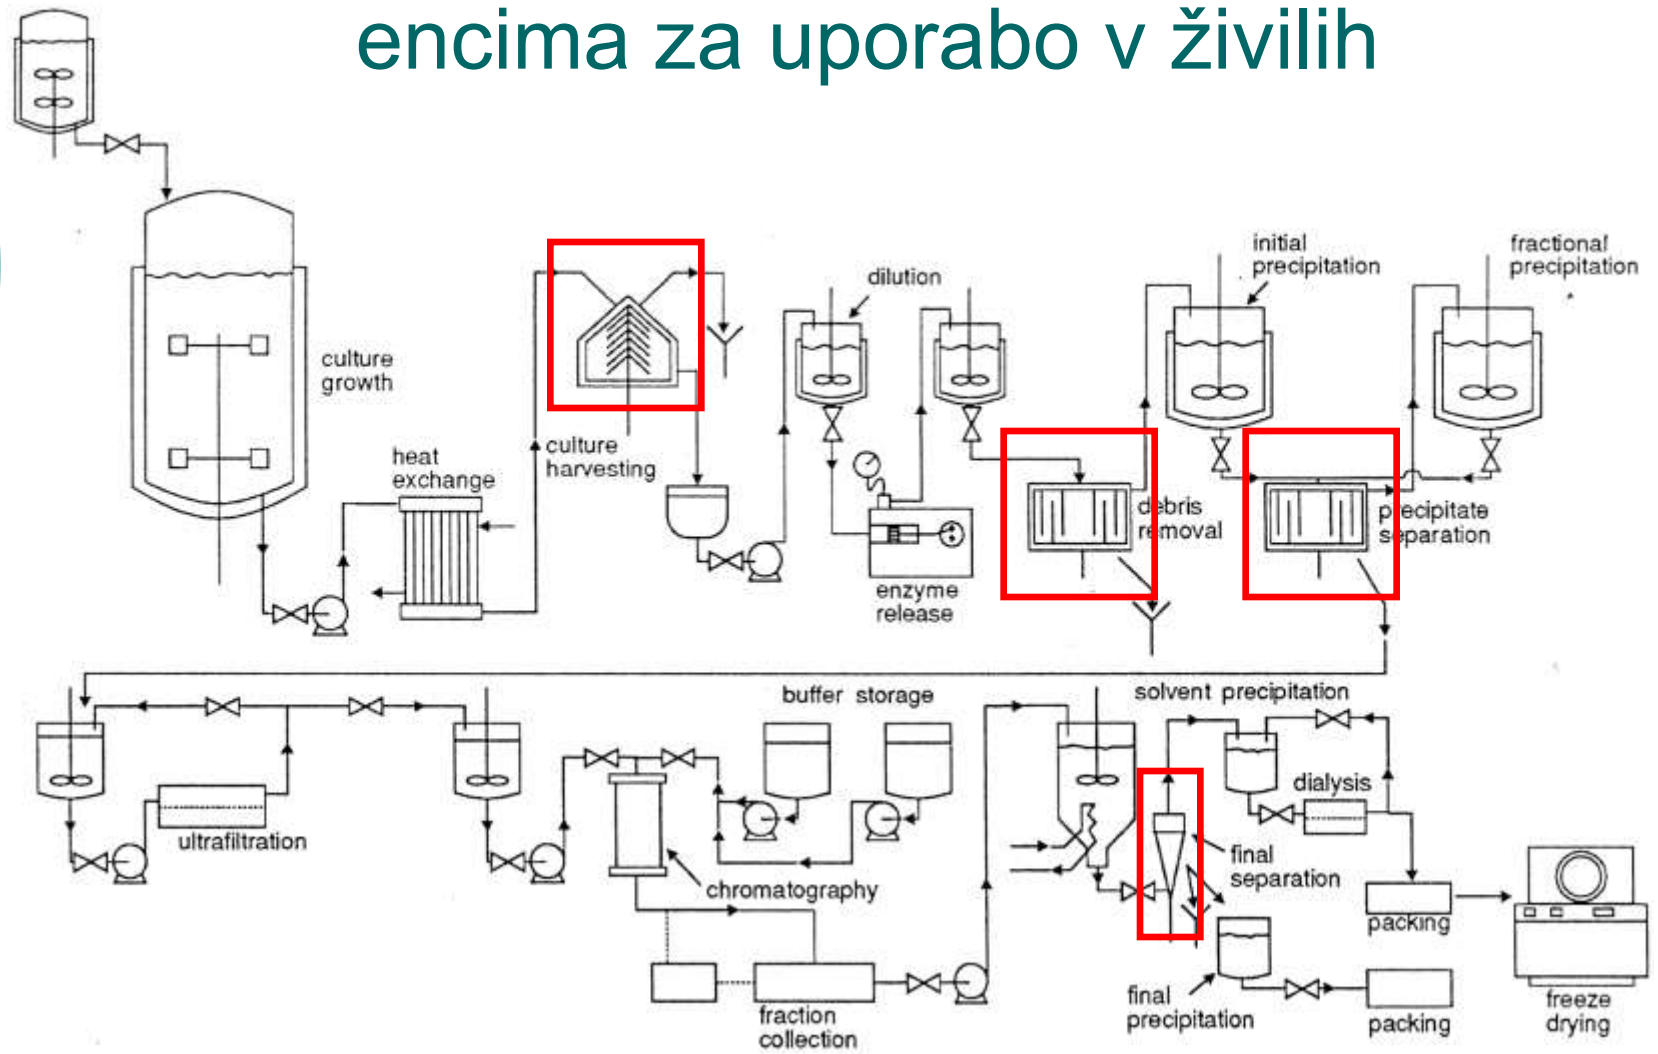 encima za uporabo v živilih
initial
precipitation
fractional
precipitation
dilution
culture
growth
heat
exchange
culture
harvesting
debris
removal
precipitate
separation
enzyme
release
buffer storage
solvent precipitation
ultrafiltration
dialysis
chromatography
final
separation
packing
fraction
collection
final
precipitation
packing
freeze
drying